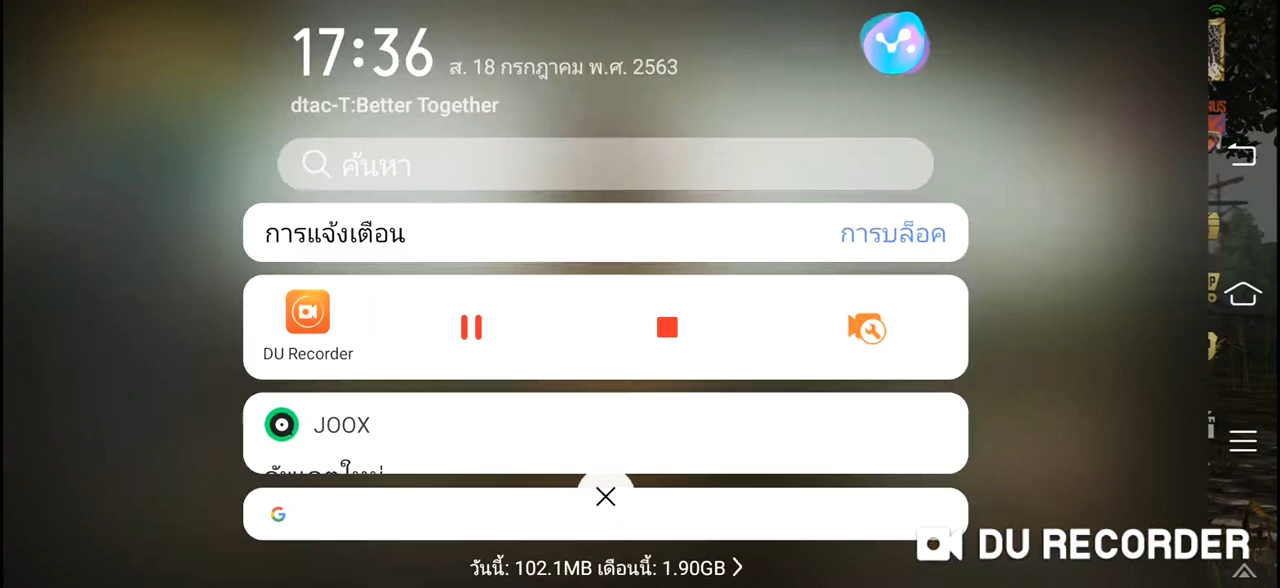 17:36 ส. 18 กรกฎาคม พ.ศ. 2563
dtac-T:Better Together
ค้นหา
การแจ้งเตือน การบล็อค
DU Recorder
JOOX
วันนี้: 102.1MB เดือนนี้: 1.90GB
DU RECORDER